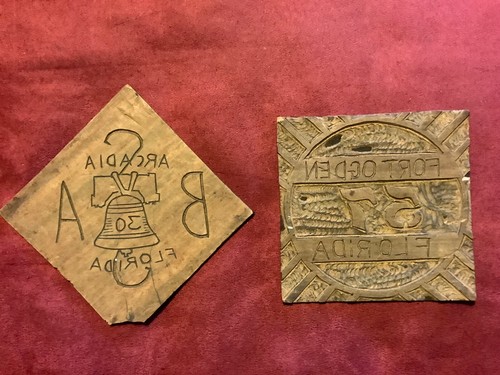 ARCADIA
B A
30
FLORIDA
FORT OGDEN
FLORIDA